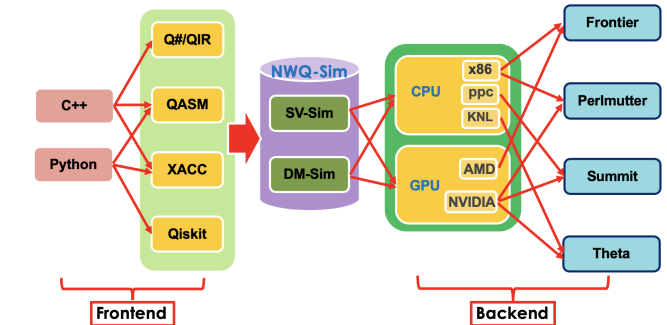 Q#/QIR
C++
QASM
Python
XACC
Qiskit
Frontend
NWQ-Sim
SV-Sim
DM-Sim
CPU
x86
ppc
KNL
GPU
AMD
NVIDIA
Backend
Frontier
Perlmutter
Summit
Theta